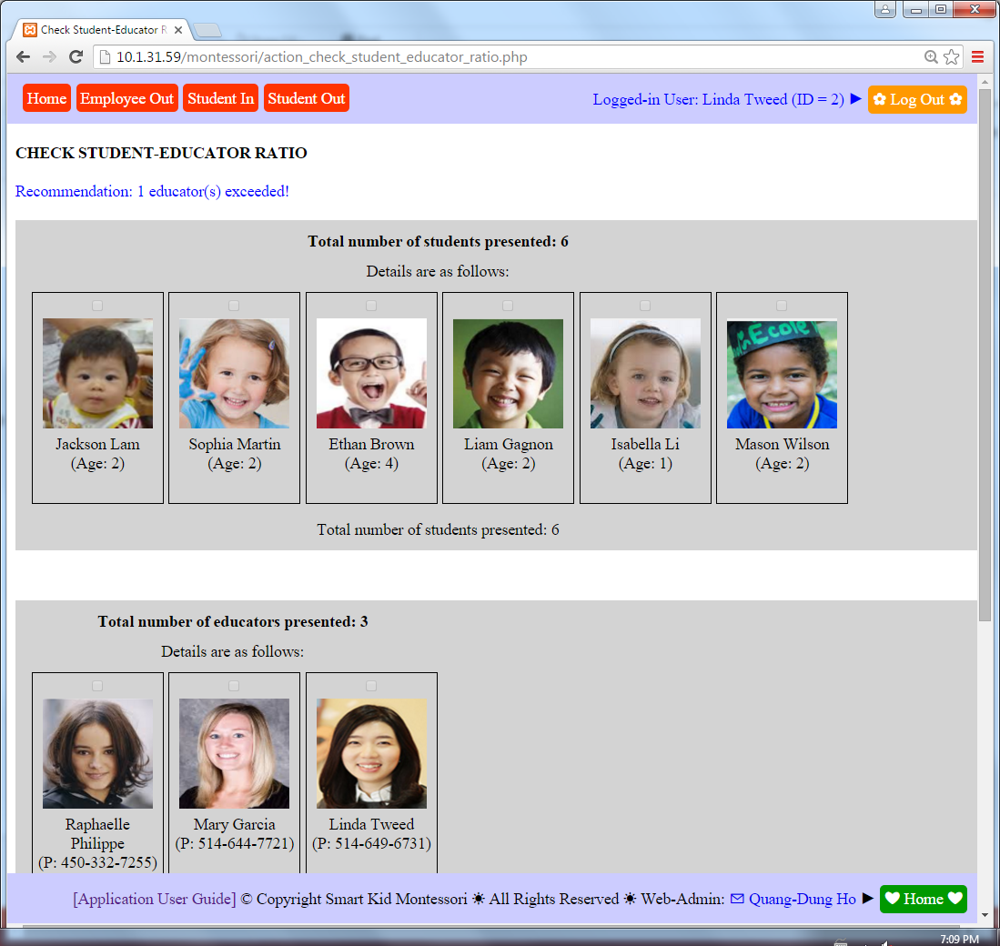 Check Student-Educator R
10.1.31.59/montessori/action_check_student_educator_ratio.php
Home Employee Out Student In Student Out Logged-in User: Linda Tweed (ID = 2) ► ✿ Log Out ✿
CHECK STUDENT-EDUCATOR RATIO
Recommendation: 1 educator(s) exceeded!
Total number of students presented: 6
Details are as follows:
Ecole
Jackson Lam
(Age: 2)
Sophia Martin
(Age: 2)
Ethan Brown
(Age: 4)
Liam Gagnon
(Age: 2)
Isabella Li
(Age: 1)
Mason Wilson
(Age: 2)
Total number of students presented: 6
Total number of educators presented: 3
Details are as follows:
Raphaelle
Philippe
(P: 450-332-7255)
Mary Garcia
(P: 514-644-7721)
Linda Tweed
(P: 514-649-6731)
[Application User Guide] © Copyright Smart Kid Montessori ☀ All Rights Reserved ☀ Web-Admin: ✉ Quang-Dung Ho ► ♥ Home ♥
7:09 PM